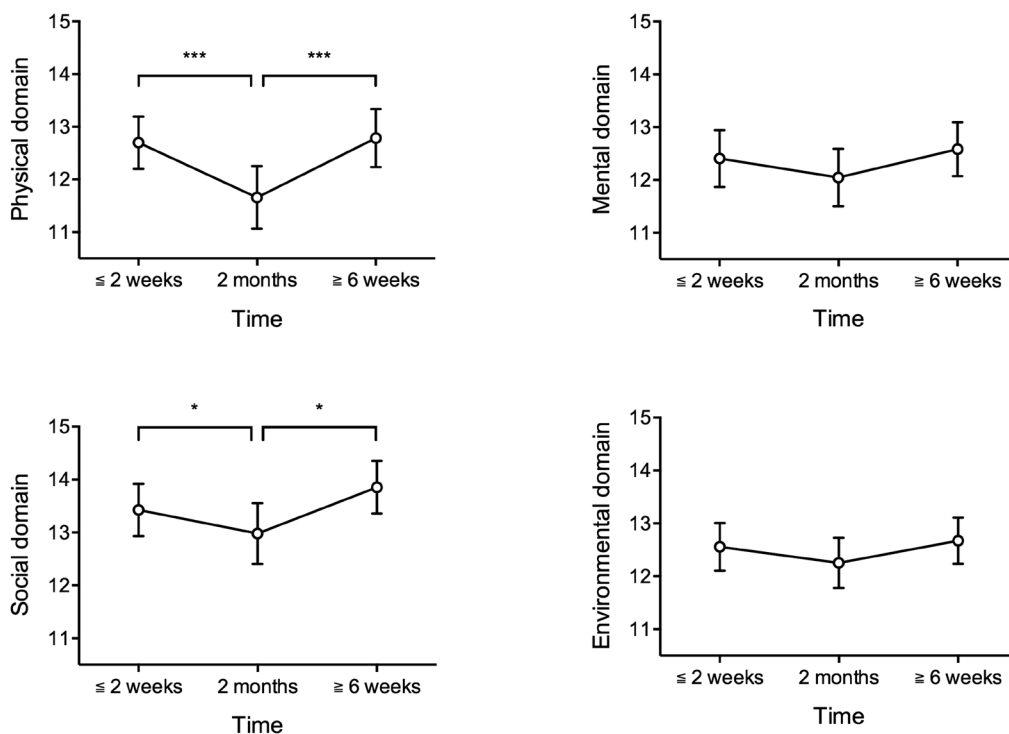 Physical domain
15
14
13
12
11
*** ***
≦ 2 weeks 2 months ≧ 6 weeks
Time
Mental domain
15
14
13
12
11
≦ 2 weeks 2 months ≧ 6 weeks
Time
Social domain
15
14
13
12
11
* *
≦ 2 weeks 2 months ≧ 6 weeks
Time
Environmental domain
15
14
13
12
11
≦ 2 weeks 2 months ≧ 6 weeks
Time